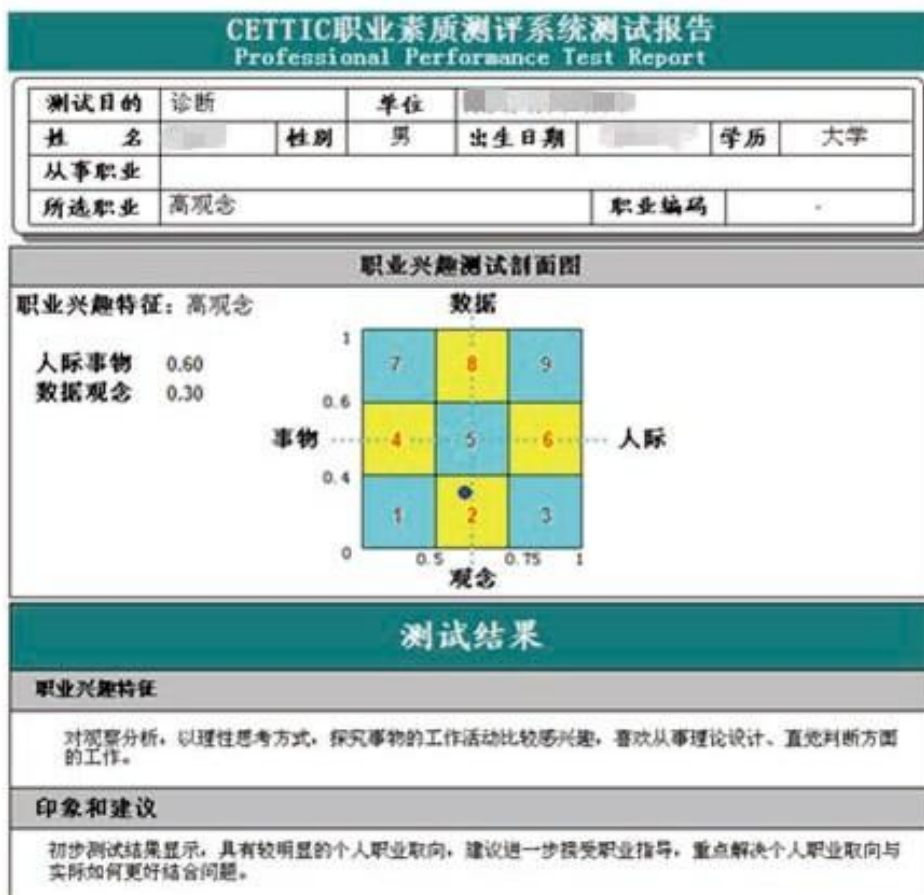 CETTIC职业素质测评系统测试报告
Professional Performance Test Report
测试目的 诊断 单位
姓 名 性别 男 出生日期 学历 大学
从事职业
所选职业 高观念 职业编码 -
职业兴趣测试剖面图
职业兴趣特征：高观念
数据
人际事物 0.60
数据观念 0.30
1
7 8 9
0.6
事物 4 5 6 人际
0.4
1 2 3
0 0.5 0.75 1
观念
测试结果
职业兴趣特征
对观察分析，以理性思考方式，探究事物的工作活动比较感兴趣，喜欢从事理论设计、直觉判断方面
的工作。
印象和建议
初步测试结果显示，具有较明显的个人职业取向，建议进一步接受职业指导，重点解决个人职业取向与
实际如何更好结合问题。